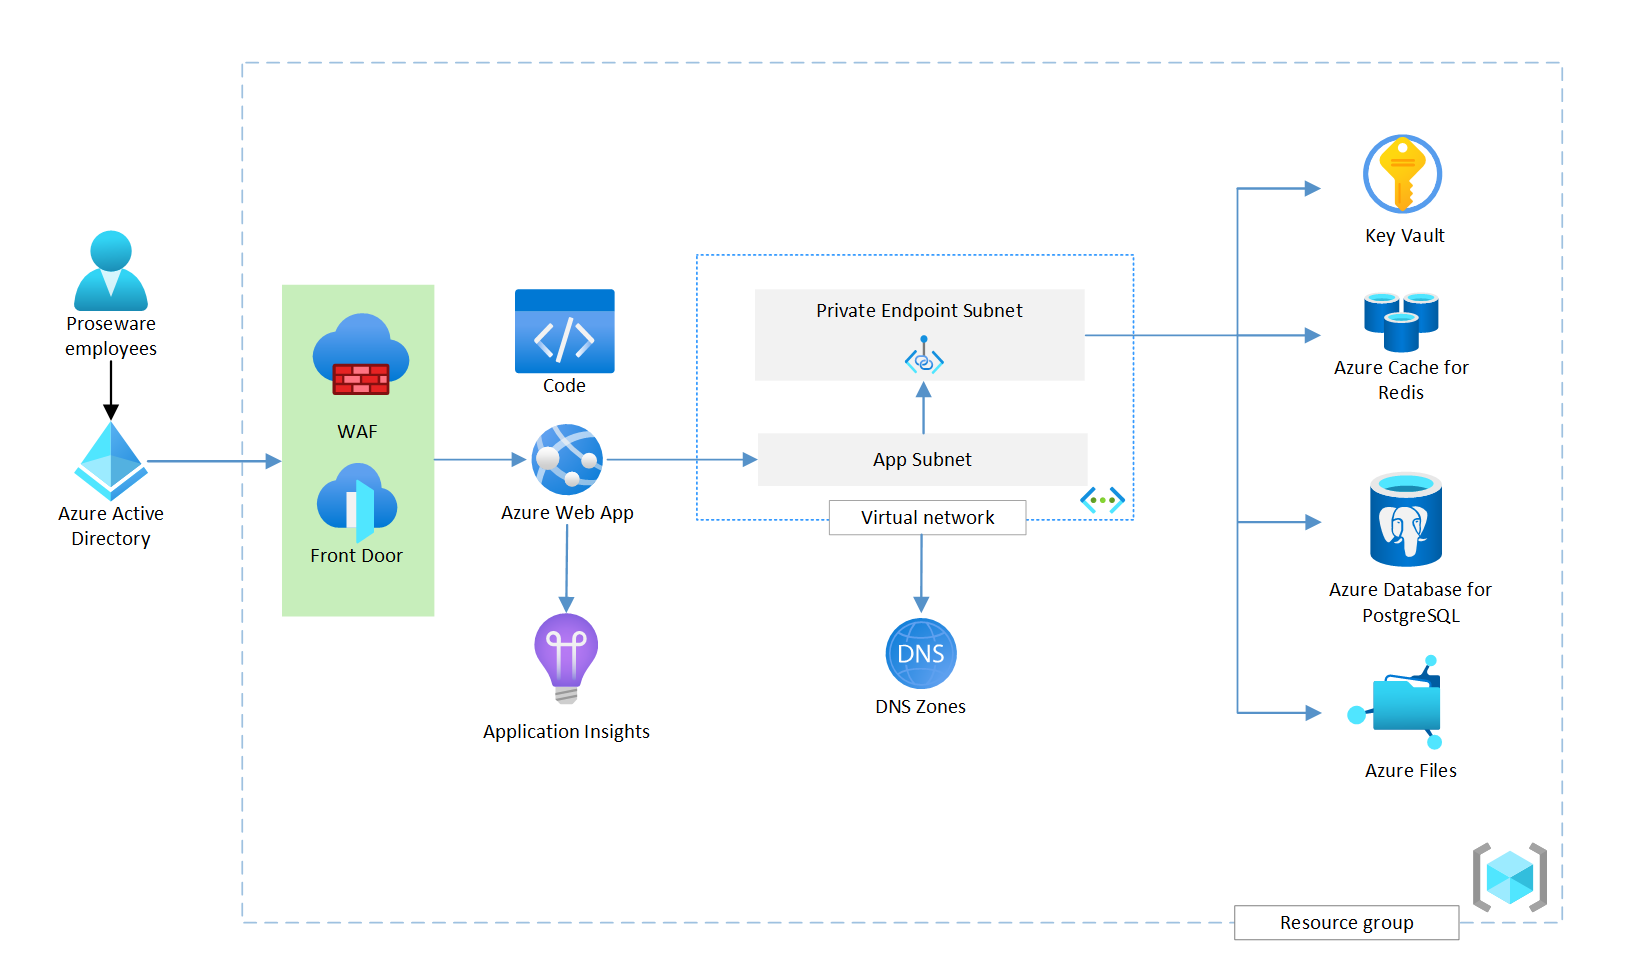 Proseware
employees
Azure Active
Directory
WAF
Front Door
Code
Azure Web App
Application Insights
Private Endpoint Subnet
App Subnet
Virtual network
DNS
DNS Zones
Key Vault
Azure Cache for
Redis
Azure Database for
PostgreSQL
Azure Files
Resource group